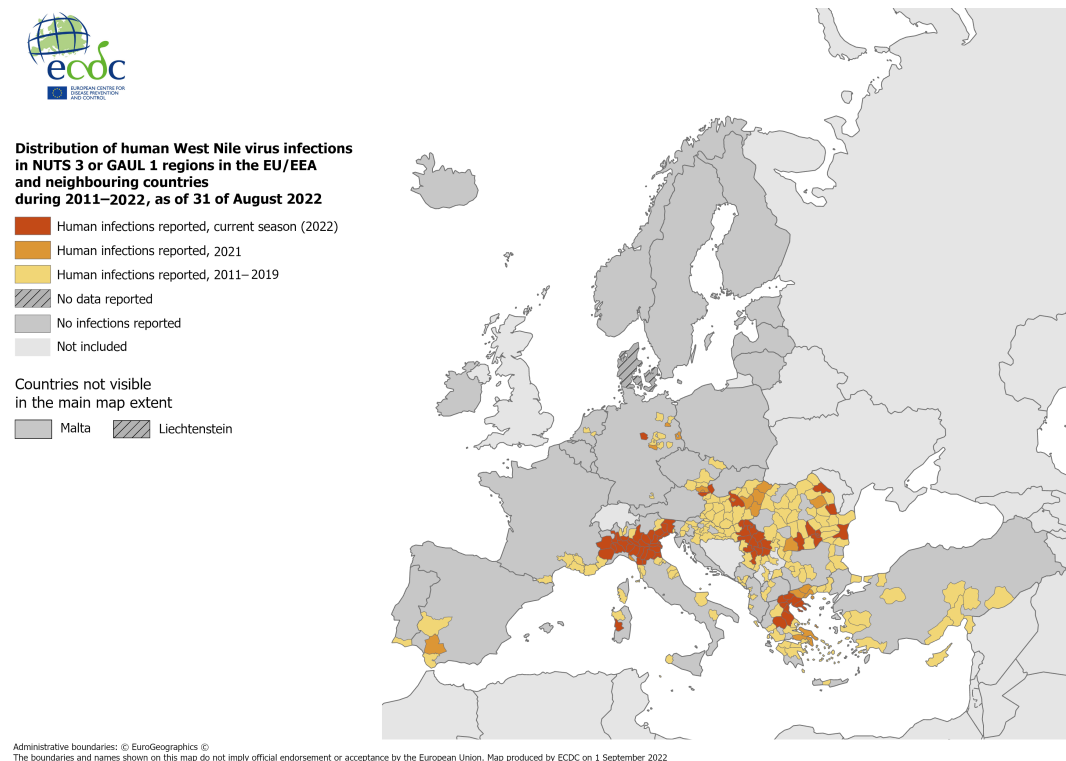 ecdc
EUROPEAN CENTRE FOR
DISEASE PREVENTION
AND CONTROL
Distribution of human West Nile virus infections
in NUTS 3 or GAUL 1 regions in the EU/EEA
and neighbouring countries
during 2011–2022, as of 31 of August 2022
Human infections reported, current season (2022)
Human infections reported, 2021
Human infections reported, 2011–2019
No data reported
No infections reported
Not included
Countries not visible
in the main map extent
Malta
Liechtenstein
Administrative boundaries: © EuroGeographics ©
The boundaries and names shown on this map do not imply official endorsement or acceptance by the European Union. Map produced by ECDC on 1 September 2022